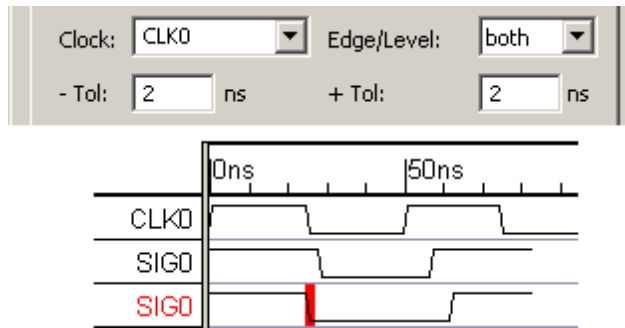 Clock: CLK0 Edge/Level: both
- Tol: 2 ns + Tol: 2 ns
0ns 50ns
CLK0
SIG0
SIG0